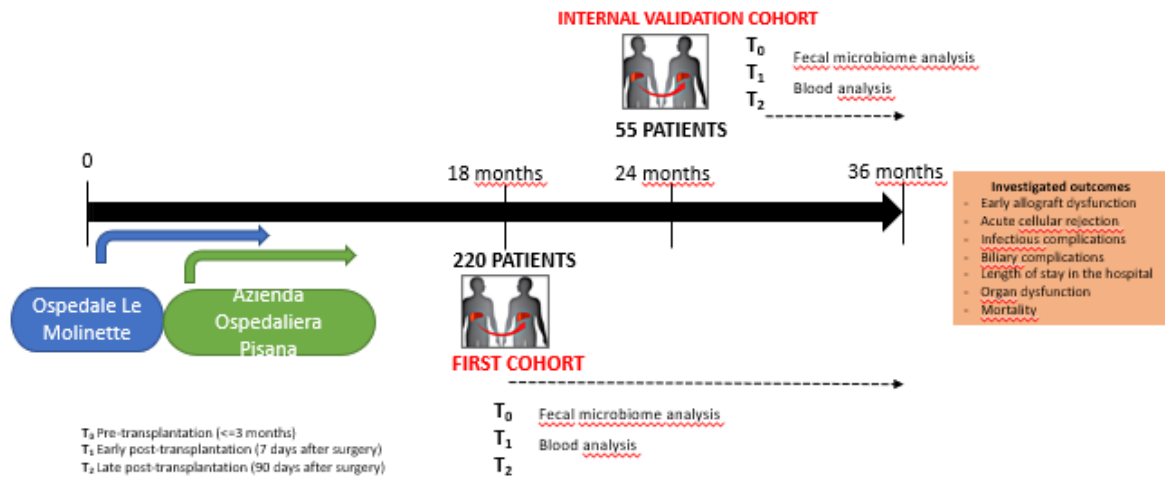 INTERNAL VALIDATION COHORT
T0
T1
T2
Fecal microbiome analysis
Blood analysis
55 PATIENTS
0
18 months
24 months
36 months
Investigated outcomes
- Early allograft dysfunction
- Acute cellular rejection
- Infectious complications
- Biliary complications
- Length of stay in the hospital
- Organ dysfunction
- Mortality
220 PATIENTS
Ospedale Le
Molinette
Azienda
Ospedaliera
Pisana
FIRST COHORT
T0
T1
T2
Fecal microbiome analysis
Blood analysis
T0 Pre-transplantation (<=3 months)
T1 Early post-transplantation (7 days after surgery)
T2 Late post-transplantation (90 days after surgery)